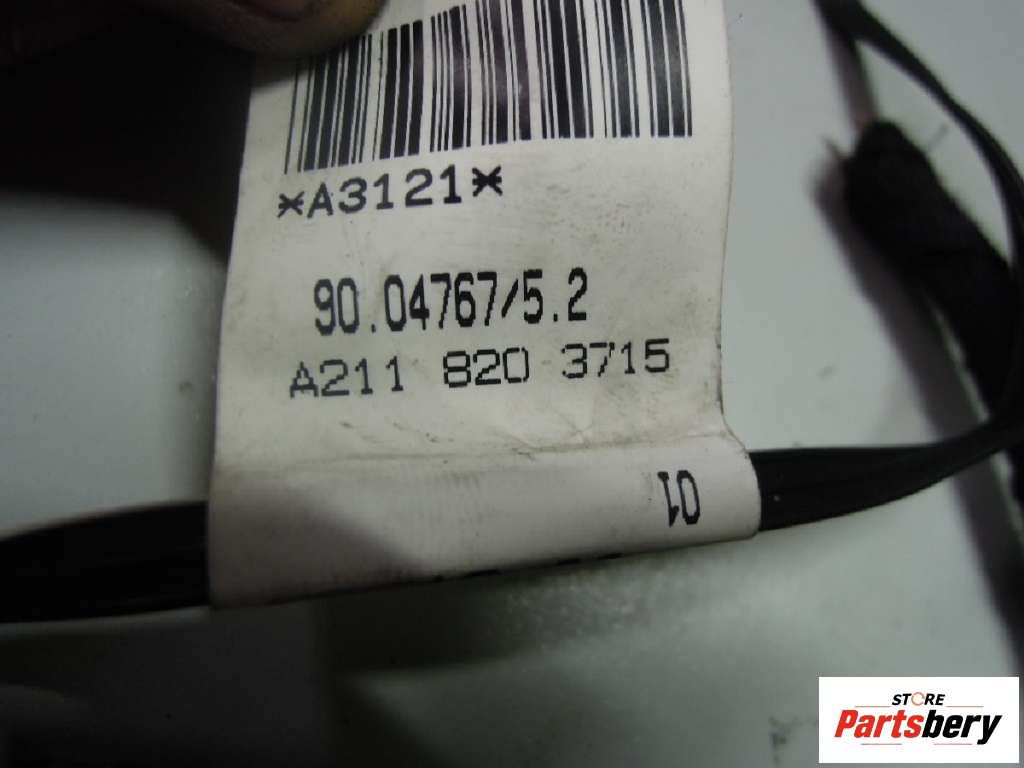 *A3121*
90.04767/5.2
A211 820 3715
01
STORE
Partsbery